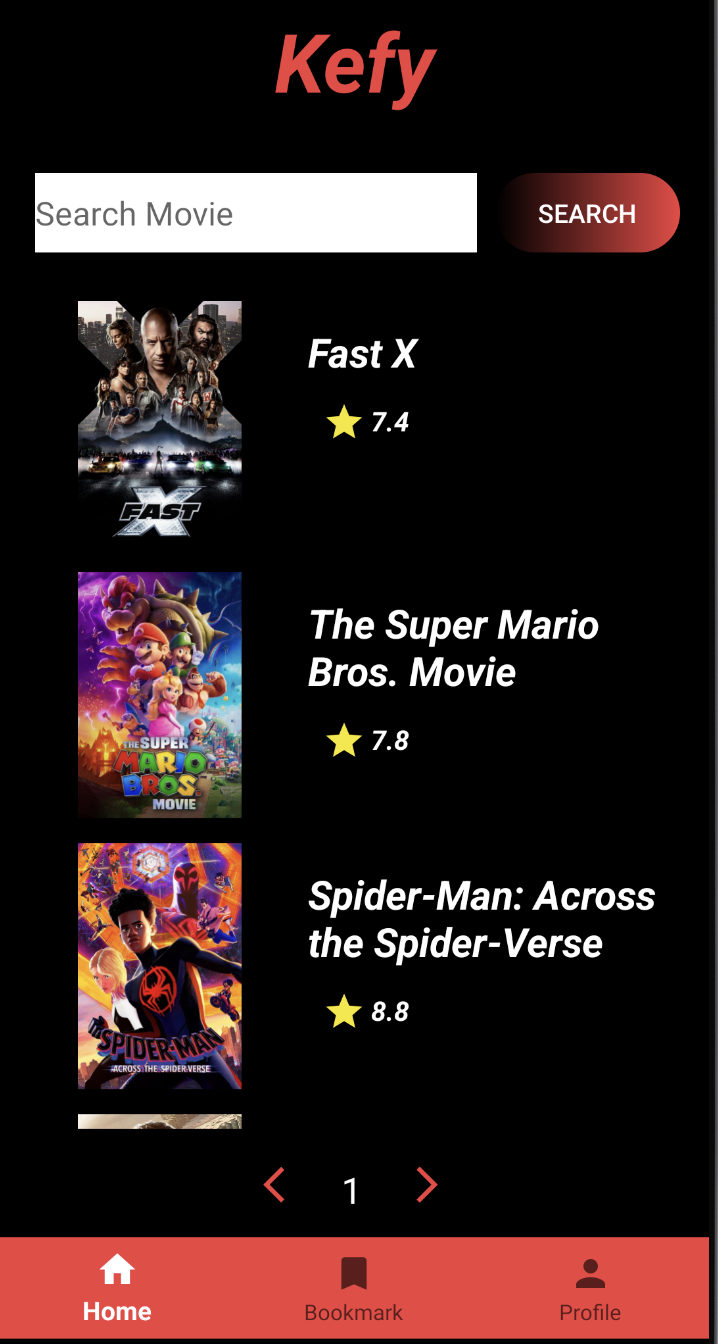 Kefy
Search Movie
SEARCH
FAST X
Fast X
7.4
THE SUPER
MARIO
BROS.
MOVIE
The Super Mario
Bros. Movie
7.8
SPIDER-MAN
ACROSS THE SPIDER-VERSE
Spider-Man: Across
the Spider-Verse
8.8
1
Home
Bookmark
Profile